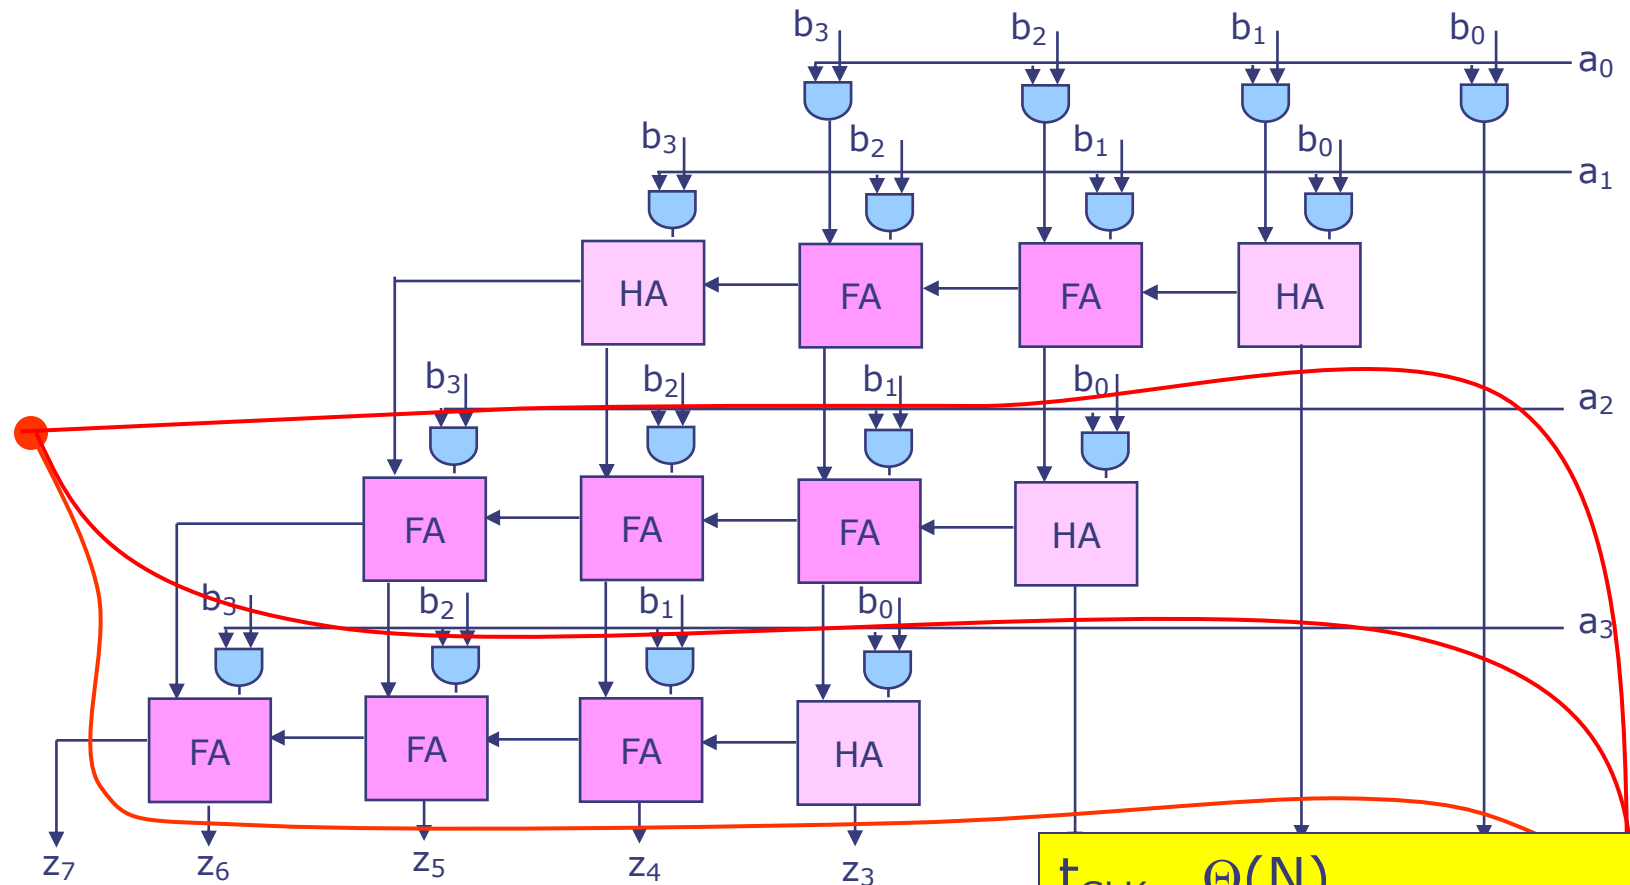 b₃ b₂ b₁ b₀
a₀
b₃ b₂ b₁ b₀
a₁
HA FA FA HA
b₃ b₂ b₁ b₀
a₂
FA FA FA HA
b₃ b₂ b₁ b₀
a₃
FA FA FA HA
z₇ z₆ z₅ z₄ z₃
Θ(N)